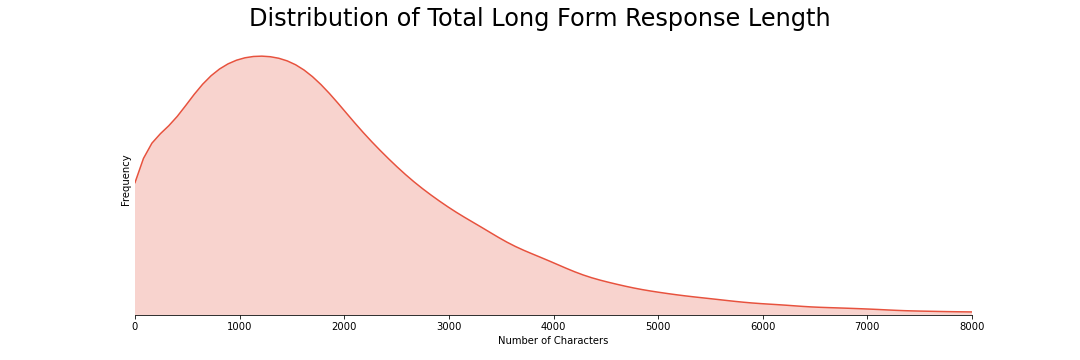 Distribution of Total Long Form Response Length
Frequency
0 1000 2000 3000 4000 5000 6000 7000 8000
Number of Characters